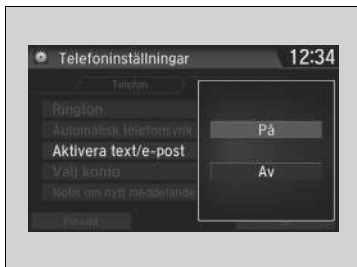 Telefoninställningar
12:34
Telefon
Rington
Automatisk telefonsynk
På
Aktivera text/e-post
Välj konto
Av
Notis om nytt meddelande